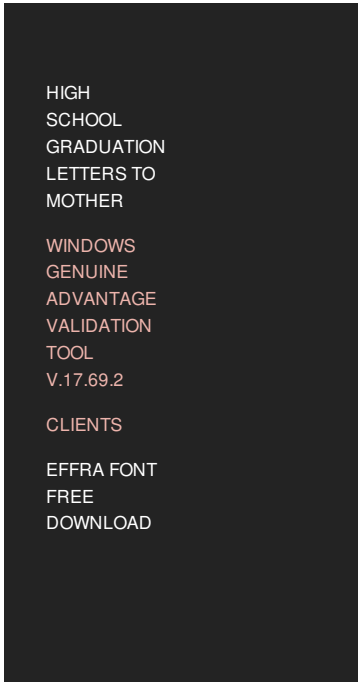 HIGH
SCHOOL
GRADUATION
LETTERS TO
MOTHER
WINDOWS
GENUINE
ADVANTAGE
VALIDATION
TOOL
V.17.69.2
CLIENTS
EFFRA FONT
FREE
DOWNLOAD